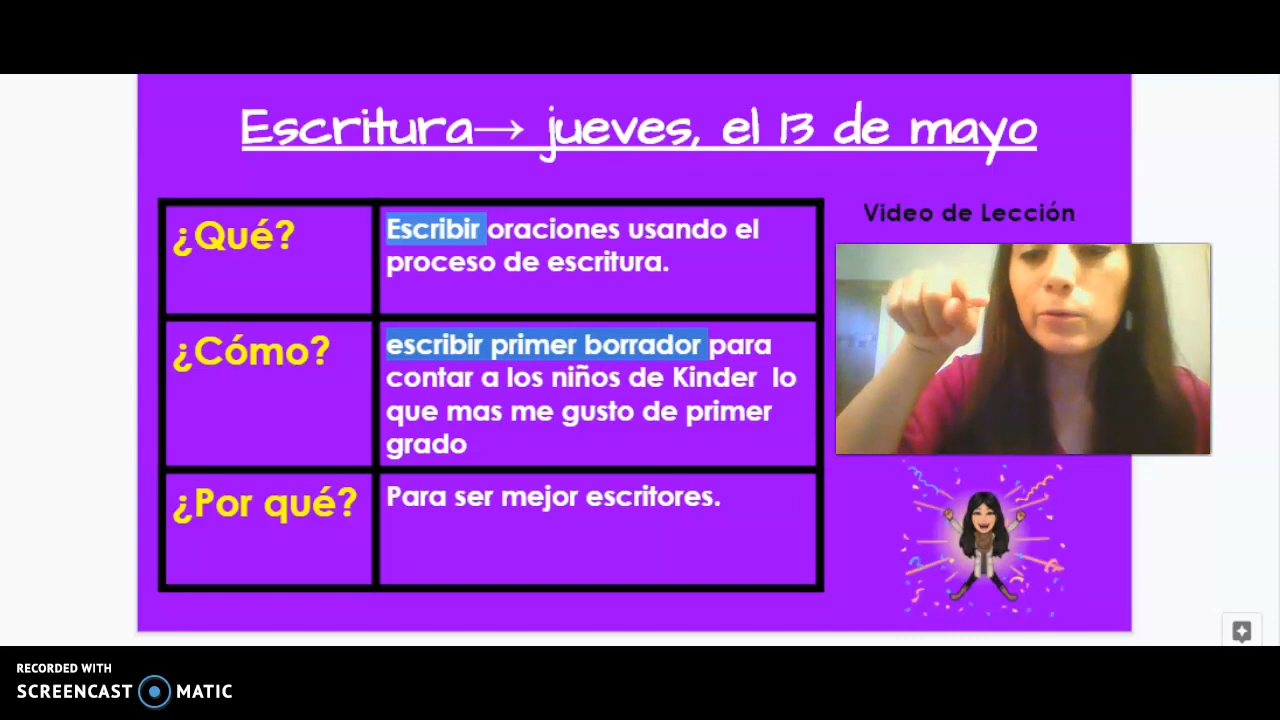 Escritura→ jueves, el 13 de mayo
Video de Lección
¿Qué?
Escribir oraciones usando el
proceso de escritura.
¿Cómo?
escribir primer borrador para
contar a los niños de Kinder lo
que mas me gusto de primer
grado
¿Por qué?
Para ser mejor escritores.
RECORDED WITH
SCREENCAST MATIC